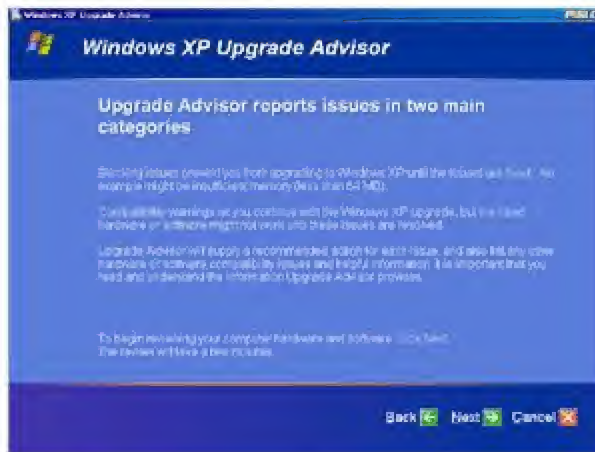 Windows XP Upgrade Advisor
Windows XP Upgrade Advisor
Upgrade Advisor reports issues in two main
categories
Blocking issues prevent you from upgrading to Windows XP until the issues are fixed. An
example might be insufficient memory (less than 64 MB).
Compatibility warnings let you continue with the Windows XP upgrade, but the listed
hardware or software might not work until these issues are resolved.
Upgrade Advisor will supply a recommended action for each issue, and also list any other
hardware or software compatibility issues and helpful information. It is important that you
read and understand the information Upgrade Advisor provides.
To begin reviewing your computer hardware and software, click Next.
The review will take a few minutes.
Back Next Cancel